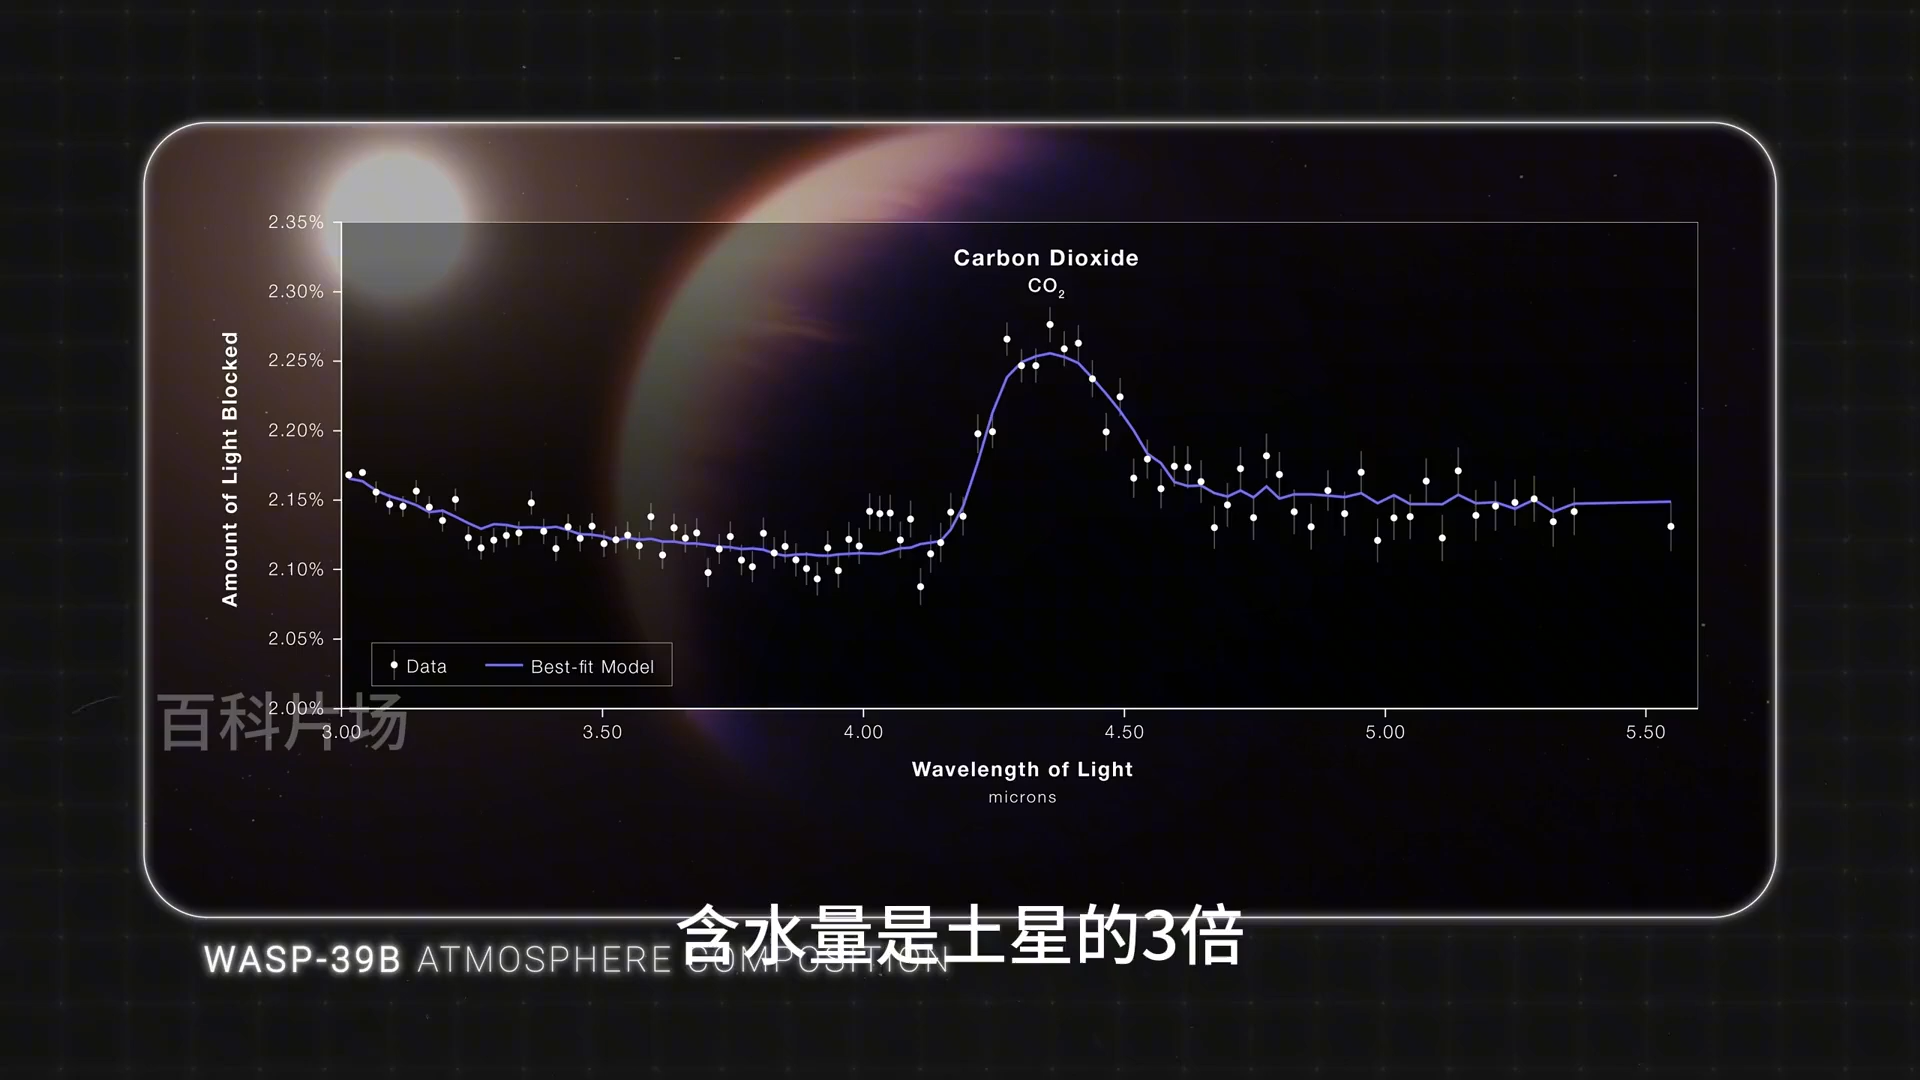 Carbon Dioxide
CO₂
2.35%
2.30%
2.25%
2.20%
2.15%
2.10%
2.05%
2.00%
Amount of Light Blocked
Data
Best-fit Model
百科片场
3.00
3.50
4.00
4.50
5.00
5.50
Wavelength of Light
microns
含水量是土星的3倍
WASP-39B ATMOSPHERE COMPOSITION